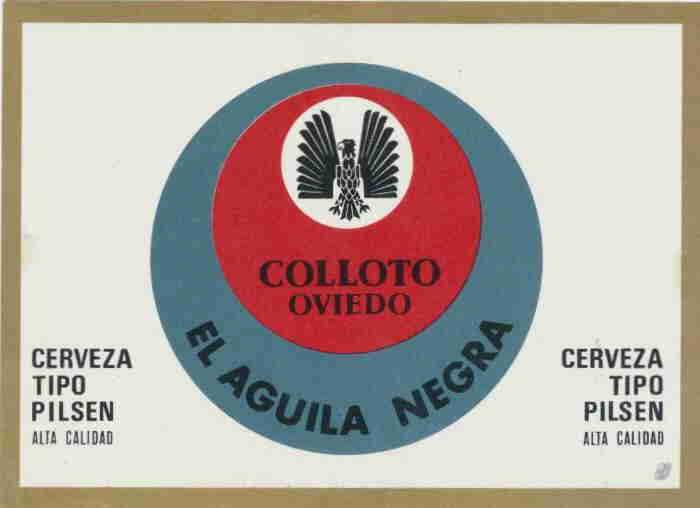 COLLOTO
OVIEDO
EL AGUILA NEGRA
CERVEZA
TIPO
PILSEN
ALTA CALIDAD
CERVEZA
TIPO
PILSEN
ALTA CALIDAD